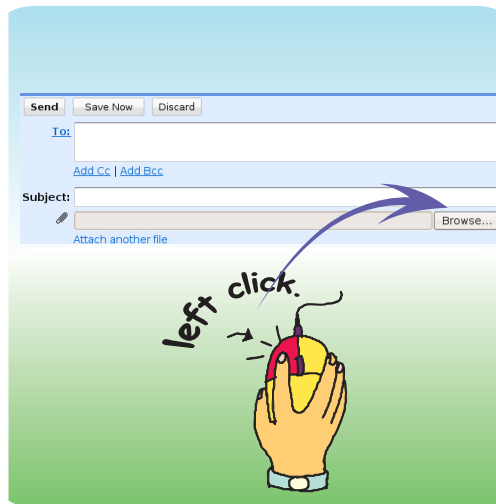 Send Save Now Discard
To:
Add Cc | Add Bcc
Subject:
Browse...
Attach another file
left click.